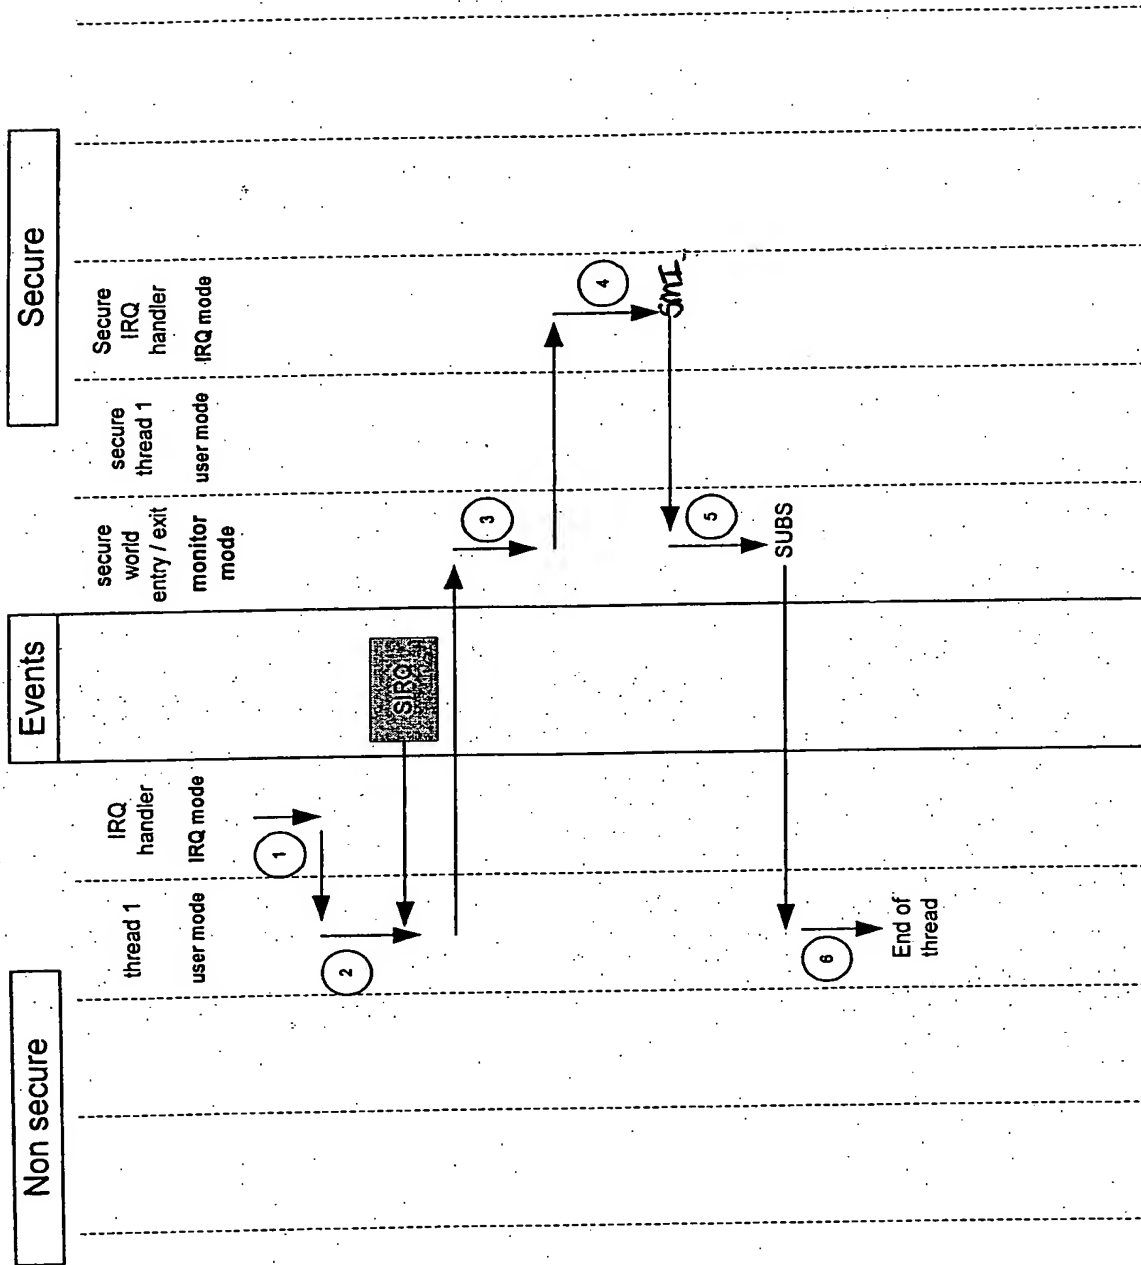 Non secure
Events
Secure
thread 1
user mode
IRQ
handler
IRQ mode
secure
world
entry / exit
monitor
mode
secure
thread 1
user mode
Secure
IRQ
handler
IRQ mode
1
2
SIRQ
3
4
SMI
5
SUBS
6
End of
thread